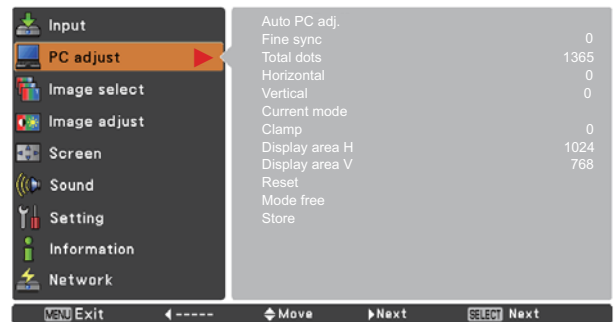 Input
PC adjust
Image select
Image adjust
Screen
Sound
Setting
Information
Network
Auto PC adj.
Fine sync 0
Total dots 1365
Horizontal 0
Vertical 0
Current mode
Clamp 0
Display area H 1024
Display area V 768
Reset
Mode free
Store
MENU Exit ◀----- ◆Move ▶Next SELECT Next